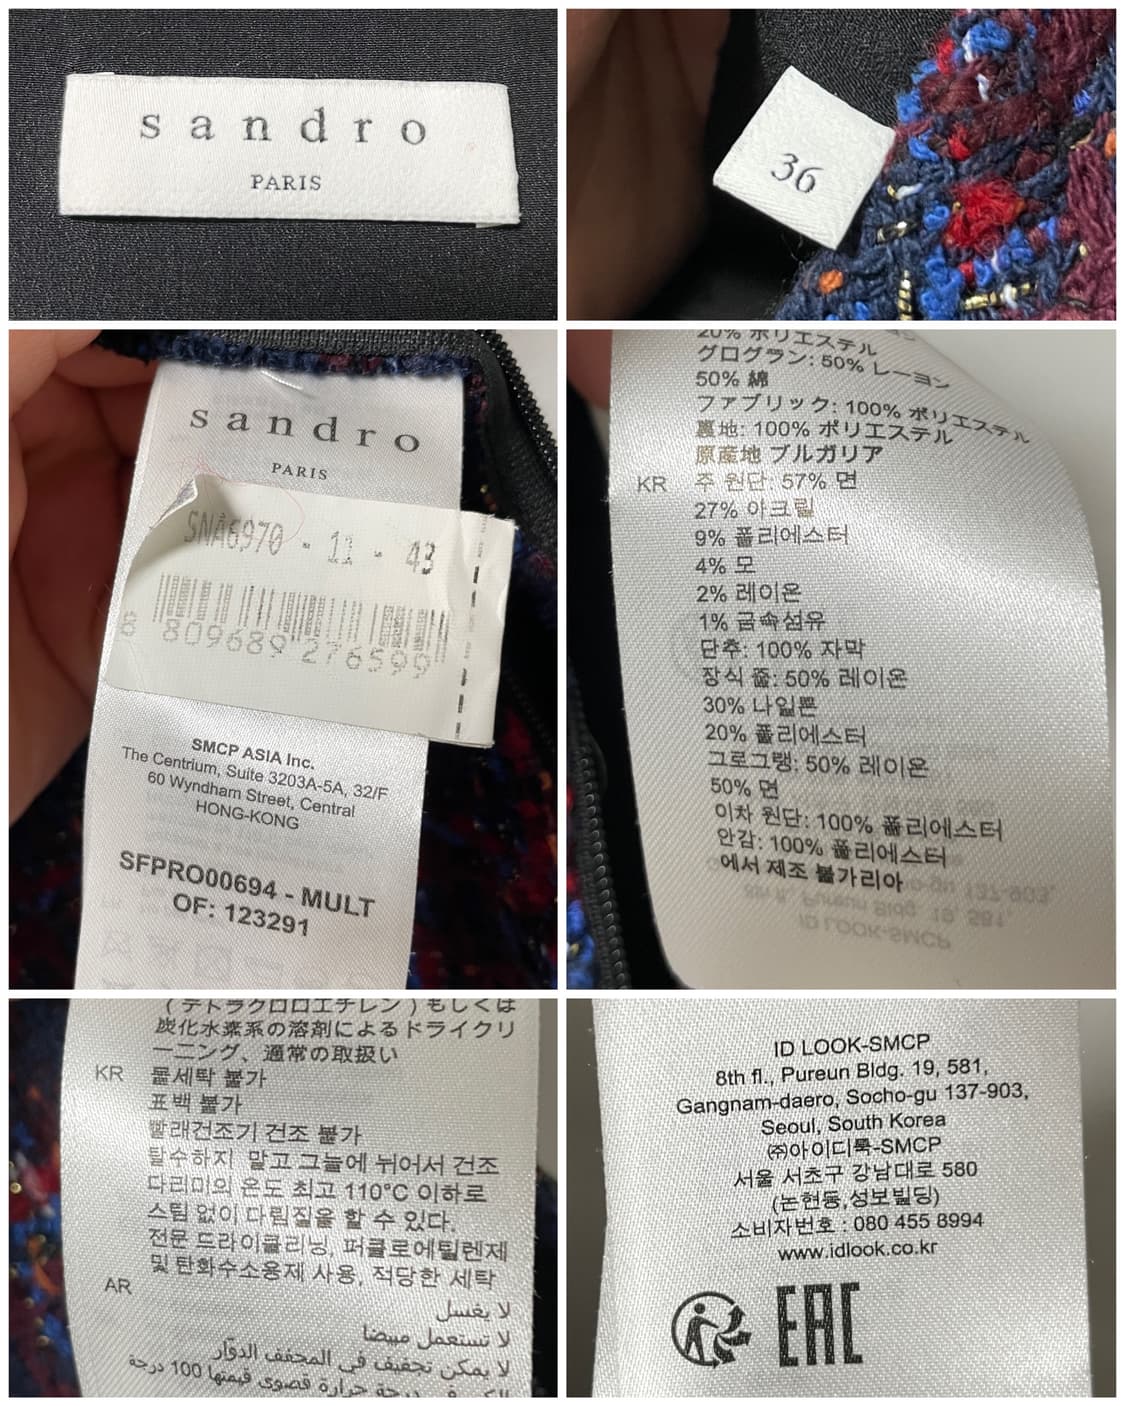 sandro
PARIS
36
sandro
PARIS
SNA6970 - 11 - 43
8 809689 276599
SMCP ASIA Inc.
The Centrium, Suite 3203A-5A, 32/F
60 Wyndham Street, Central
HONG-KONG
SFPRO00694 - MULT
OF: 123291
20% ポリエステル
グログラン: 50% レーヨン
50% 綿
ファブリック: 100% ポリエステル
裏地: 100% ポリエステル
原産地 ブルガリア
KR 주 원단: 57% 면
27% 아크릴
9% 폴리에스터
4% 모
2% 레이온
1% 금속섬유
단추: 100% 자막
장식 줄: 50% 레이온
30% 나일론
20% 폴리에스터
그로그랭: 50% 레이온
50% 면
이차 원단: 100% 폴리에스터
안감: 100% 폴리에스터
에서 제조 불가리아
(テトラクロロエチレン)もしくは
炭化水素系の溶剤によるドライクリ
ーニング、通常の取扱い
KR 물세탁 불가
표백 불가
빨래건조기 건조 불가
탈수하지 말고 그늘에 뉘어서 건조
다리미의 온도 최고 110°C 이하로
스팀 없이 다림질을 할 수 있다.
전문 드라이클리닝, 퍼클로에틸렌제
및 탄화수소용제 사용, 적당한 세탁
AR لا يغسل
لا تستعمل مبيضا
لا يمكن تجفيف في المجفف الدوّار
في درجة حرارة قصوى قيمتها 100 درجة
ID LOOK-SMCP
8th fl., Pureun Bldg. 19, 581,
Gangnam-daero, Socho-gu 137-903,
Seoul, South Korea
㈜아이디룩-SMCP
서울 서초구 강남대로 580
(논현동,성보빌딩)
소비자번호 : 080 455 8994
www.idlook.co.kr
EAC